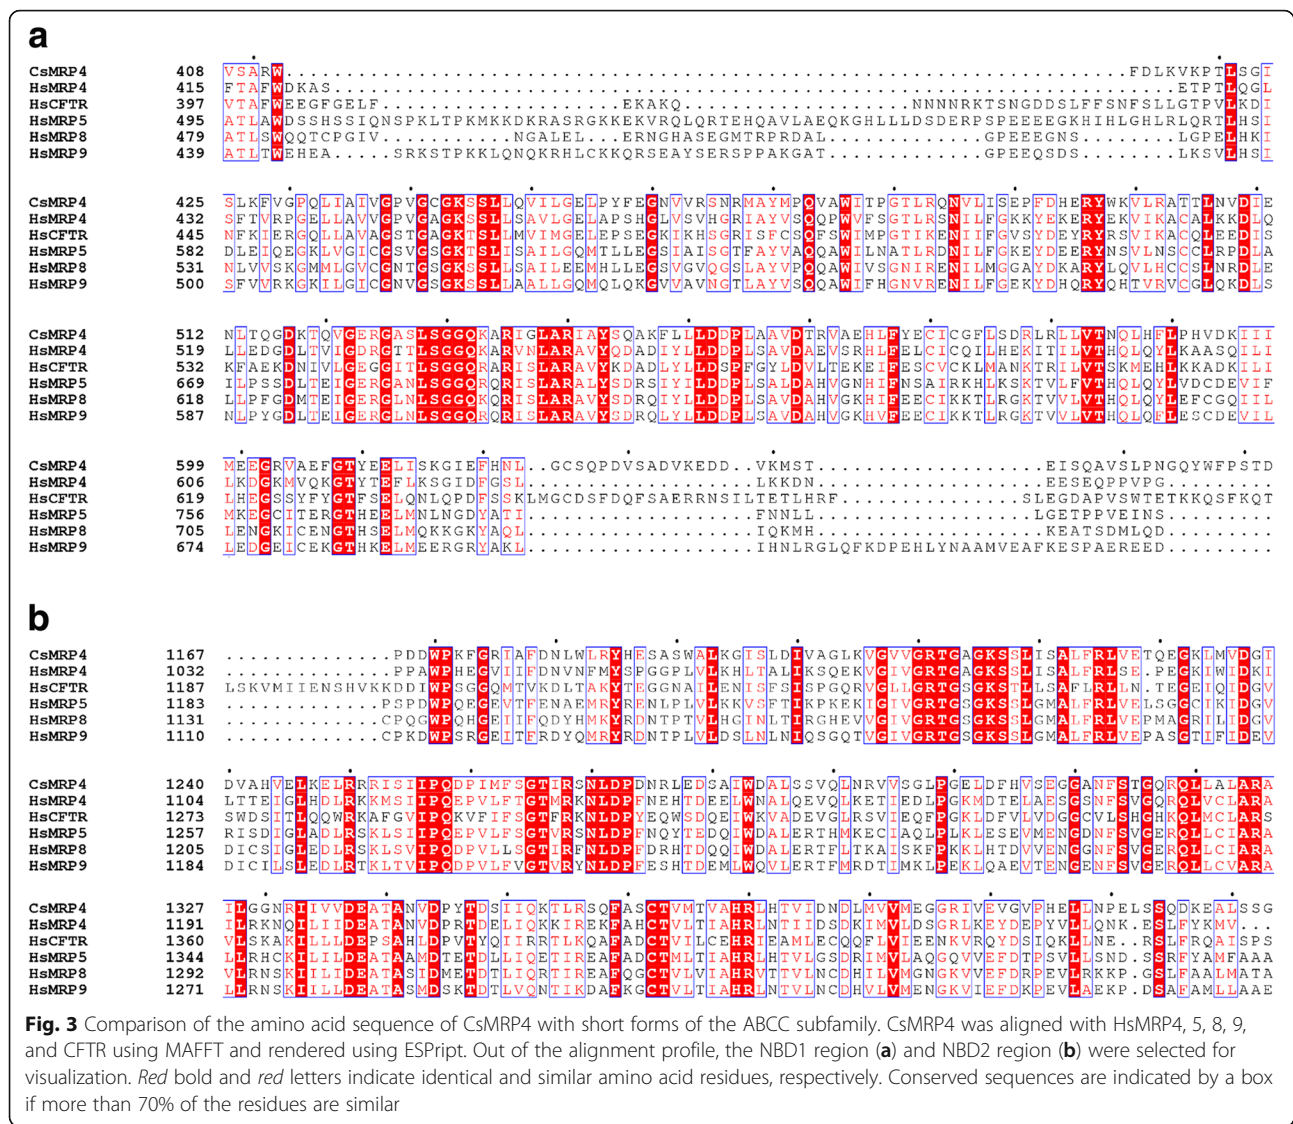 a
CsMRP4 408 VSARW......................................................................FDLKVKPTLSGI
HsMRP4 415 FTAFWDKAS......................................................................ETPTLQGL
HsCFTR 397 VTAFWEEGFGELF....................EKAKQ...................NNNNRKTSNGDDSLFFSNFSLLGTPVLKDI
HsMRP5 495 ATLAWDSSHSSIQNSPKLTPKMKKDKRASRGKKEKVRQLQRTEHQAVLAEQKGHLLLDSDERPSPEEEEGKHIHLGHLRLQRTLHSI
HsMRP8 479 ATLSWQQTCPGIV...........NGALEL...ERNGHASEGMTRPRDAL.............GPEEEGNS........LGPELHKI
HsMRP9 439 ATLTWEHEA.....SRKSTPKKLQNQKRHLCKKQRSEAYSERSPPAKGAT.............GPEEQSDS........LKSVLHSI
CsMRP4 425 SLKFVGPQLIAIVGPVGCGKSSLLQVILGELPYFEGNVVRSNRMAYMPQVAWITPGTLRQNVLISEPFDHERYWKVLRATTLNVDIE
HsMRP4 432 SFTVRPGELLAVVGPVGAGKSSLLSAVLGELAPSHGLVSVHGRIAYVSQQPWVFSGTLRSNILFGKKYEKERYEKVIKACALKKDLQ
HsCFTR 445 NFKIERGQLLAVAGSTGAGKTSLLMVIMGELEPSEGKIKHSGRISFCSQFSWIMPGTIKENIIFGVSYDEYRYRSVIKACQLEEDIS
HsMRP5 582 DLEIQEGKLVGICGSVGSGKTSLISAILGQMTLLEGSIAISGTFAYVAQQAWILNATLRDNILFGKEYDEERYNSVLNSCCLRPDLA
HsMRP8 531 NLVVSKGMMLGVCGNTGSGKSSLLSAILEEMHLLEGSVGVQGSLAYVPQQAWIVSGNIRENILMGGAYDKARYLQVLHCCSLNRDLE
HsMRP9 500 SFVVRKGKILGICGNVGSGKSSLLAALLGQMQLQKGVVAVNGTLAYVSQQAWIFHGNVRENILFGEKYDHQRYQHTVRVCGLQKDLS
CsMRP4 512 NLTQGDKTQVGERGASLSGGQKARIGLARIAYSQAKFLLLDDPLAAVDTRVAEHLFYECICGFLSDRLRLLVTNQLHFLPHVDKIII
HsMRP4 519 LLEDGDLTVIGDRGTTLSGGQKARVNLARAVYQDADIYLLDDPLSAVDAEVSRHLFELCICQILHEKITILVTHQLQYLKAASQILI
HsCFTR 532 KFAEKDNIVLGEGGITLSGGQRARISLARAVYKDADLYLLDSPFGYLDVLTEKEIFESCVCKLMANKTRILVTSKMEHLKKADKILI
HsMRP5 669 ILPSSDLTEIGERGANLSGGQRQRISLARALYSDRSIYILDDPLSALDAHVGNHIFNSAIRKHLKSKTVLFVTHQLQYLVDCDEVIF
HsMRP8 618 LLPFGDMTEIGERGLNLSGGQKQRISLARAVYSDRSIYLLDDPLSAVDAHVGKHIFEECIKKTLRGKTVVLVTHQLQYLEFCGQIIL
HsMRP9 587 NLPYGDLTEIGERGLNLSGGQRQRISLARAVYSDRQLYLLDDPLSAVDAHVGKHVFEECIKKTLRGKTVVLVTHQLQFLESCDEVIL
CsMRP4 599 MEEGRVAEFGTYEELISKGIEFHNL..GCSQPDVSADVKEDD..VKMST...................EISQAVSLPNGQYWFPSTD
HsMRP4 606 LKDGKMVQKGTYTEFLKSGIDFGSL...................LKKDN...................EESEQPPVPG.........
HsCFTR 619 LHEGSSYFYGTFSELQNLQPDFSSKLMGCDSFDQFSAERRNSILTETLHRF...............SLEGDAPVSWTETKKQSFKQT
HsMRP5 756 MKEGCITERGTHEELMNLNGDYATI...................FNNLL..................LGETPPVEINS.........
HsMRP8 705 LENGKICENGTHSELMQKKGKYAQL...................IQKMH..................KEATSDMLQD..........
HsMRP9 674 LEDGEICEKGTHKELMEERGRYAKL...................IHNLRGLQFKDPEHLYNAAMVEAFKESPAEREED.........
b
CsMRP4 1167 ..............PDDWPKFGRIAFDNLWLRYHESASWALKGISLDIVAGLKVGVVGRTGAGKSSLISALFRLVETQEGKLMVDGI
HsMRP4 1032 ..............PPAWPHEGVIIFDNVNFMYSPGGPLVLKHLTALIKSQEKVGIVGRTGAGKSSLISALFRLSE.PEGKIWIDKI
HsCFTR 1187 LSKVMIIENSHVKKDDIWPSGGQMTVKDLTAKYTEGGNAILENISFSISPGQRVGLLGRTGSGKSTLLSAFLRLLN.TEGEIQIDGV
HsMRP5 1178 .............PSPDWPQEGEVTFENAEMRYRENLPLVLKKVSFTIKPKEKIGIVGRTGSGKSSLGMALFRLVELSGGCIKIDGV
HsMRP8 1131 .............CPQGWPQHGEIIFQDYHMKYRDNTPTVLHGINLTIRGHEVVGIVGRTGSGKSSLGMALFRLVEPMAGRILIDGV
HsMRP9 1110 .............CPKDWPSRGEITFRDYQMRYRDNTPLVLDSLNLNIQSGQTVGIVGRTGSGKSSLGMALFRLVEPASGTIFIDEV
CsMRP4 1240 DVAHVELKELRRRISIIPQDPIMFSGTIRSNLDPDNRLEDSAIWDALSSVQLNRVVSGLPGELDFHVSEGGANFSTGQRQLLALARA
HsMRP4 1104 LTTEIGLHDLRKKMSIIPQEPVLFTGTMRKNLDPFNEHTDEELWNALQEVQLKETIEDLPGKMDTELAESGSNFSVGQRQLVCLARA
HsCFTR 1273 SWDSITLQQWRKAFGVIPQKVFIFSGTFRKNLDPYEQWSDQEIWKVADEVGLRSVIEQFPGKLDFVLVDGGCVLSHGHKQLMCLARS
HsMRP5 1257 RISDIGLADLRSKLSIIPQEPVLFSGTVRSNLDPFNQYTEDQIWDALERTHMKECIAQLPLKLESEVMENGDNFSVGERQLLCIARA
HsMRP8 1205 DICSIGLEDLRSKLSVIPQDPVLLSGTIRFNLDPFDRHTDQQIWDALERTFLTKAISKFPKKLHTDVVENGGNFSVGERQLLCIARA
HsMRP9 1184 DICILSLEDLRTKLTVIPQDPVLFVGTVRYNLDPFESHTDEMLWQVLERTFMRDTIMKLPEKLQAEVTENGENFSVGERQLLCVARA
CsMRP4 1327 ILGGNRIIVVDEATANVDPYTDSIIQKTLRSQFASCTVMTVAHRLHTVIDNDLMVVMEGGRIVEVGVPHELLNPELSSQDKEALSSG
HsMRP4 1191 ILRKNQILIIDEATANVDPRTDELIQKKIREKFAHCTVLTIAHRLNTIIDSDKIMVLDSGRLKEYDEPYVLLQNK.ESLFYKMV...
HsCFTR 1360 VLSKAKILLLDEPSAHLDPVTYQIIRRTLKQAFADCTVILCEHRIEAMLECQQFLVIEENKVRQYDSIQKLLNE..RSLFRQAISPS
HsMRP5 1344 LLRHCKILILDEATAAMDTETDLLIQETIREAFADCTMLTIAHRLHTVLGSDRIMVLAQGQVVEFDTPSVLLSNDSSRFYAMFAAA
HsMRP8 1292 VLRNSKIILIDEATASIDMETDTLIQRTIREAFQGCTVLVIAHRVTTVLNCDHILVMGNGKVVEFDRPEVLRKKPGSLFAALMATA
HsMRP9 1271 LLRNSKIILLDEATASMDSKTDTLVQNTIKDAFKGCTVLTIAHRLNTVLNCDHVLVMENGKVIEFDKPEVLAEKPDSAFAMLLAAE
Fig. 3 Comparison of the amino acid sequence of CsMRP4 with short forms of the ABCC subfamily. CsMRP4 was aligned with HsMRP4, 5, 8, 9,
and CFTR using MAFFT and rendered using ESPript. Out of the alignment profile, the NBD1 region (a) and NBD2 region (b) were selected for
visualization. Red bold and red letters indicate identical and similar amino acid residues, respectively. Conserved sequences are indicated by a box
if more than 70% of the residues are similar